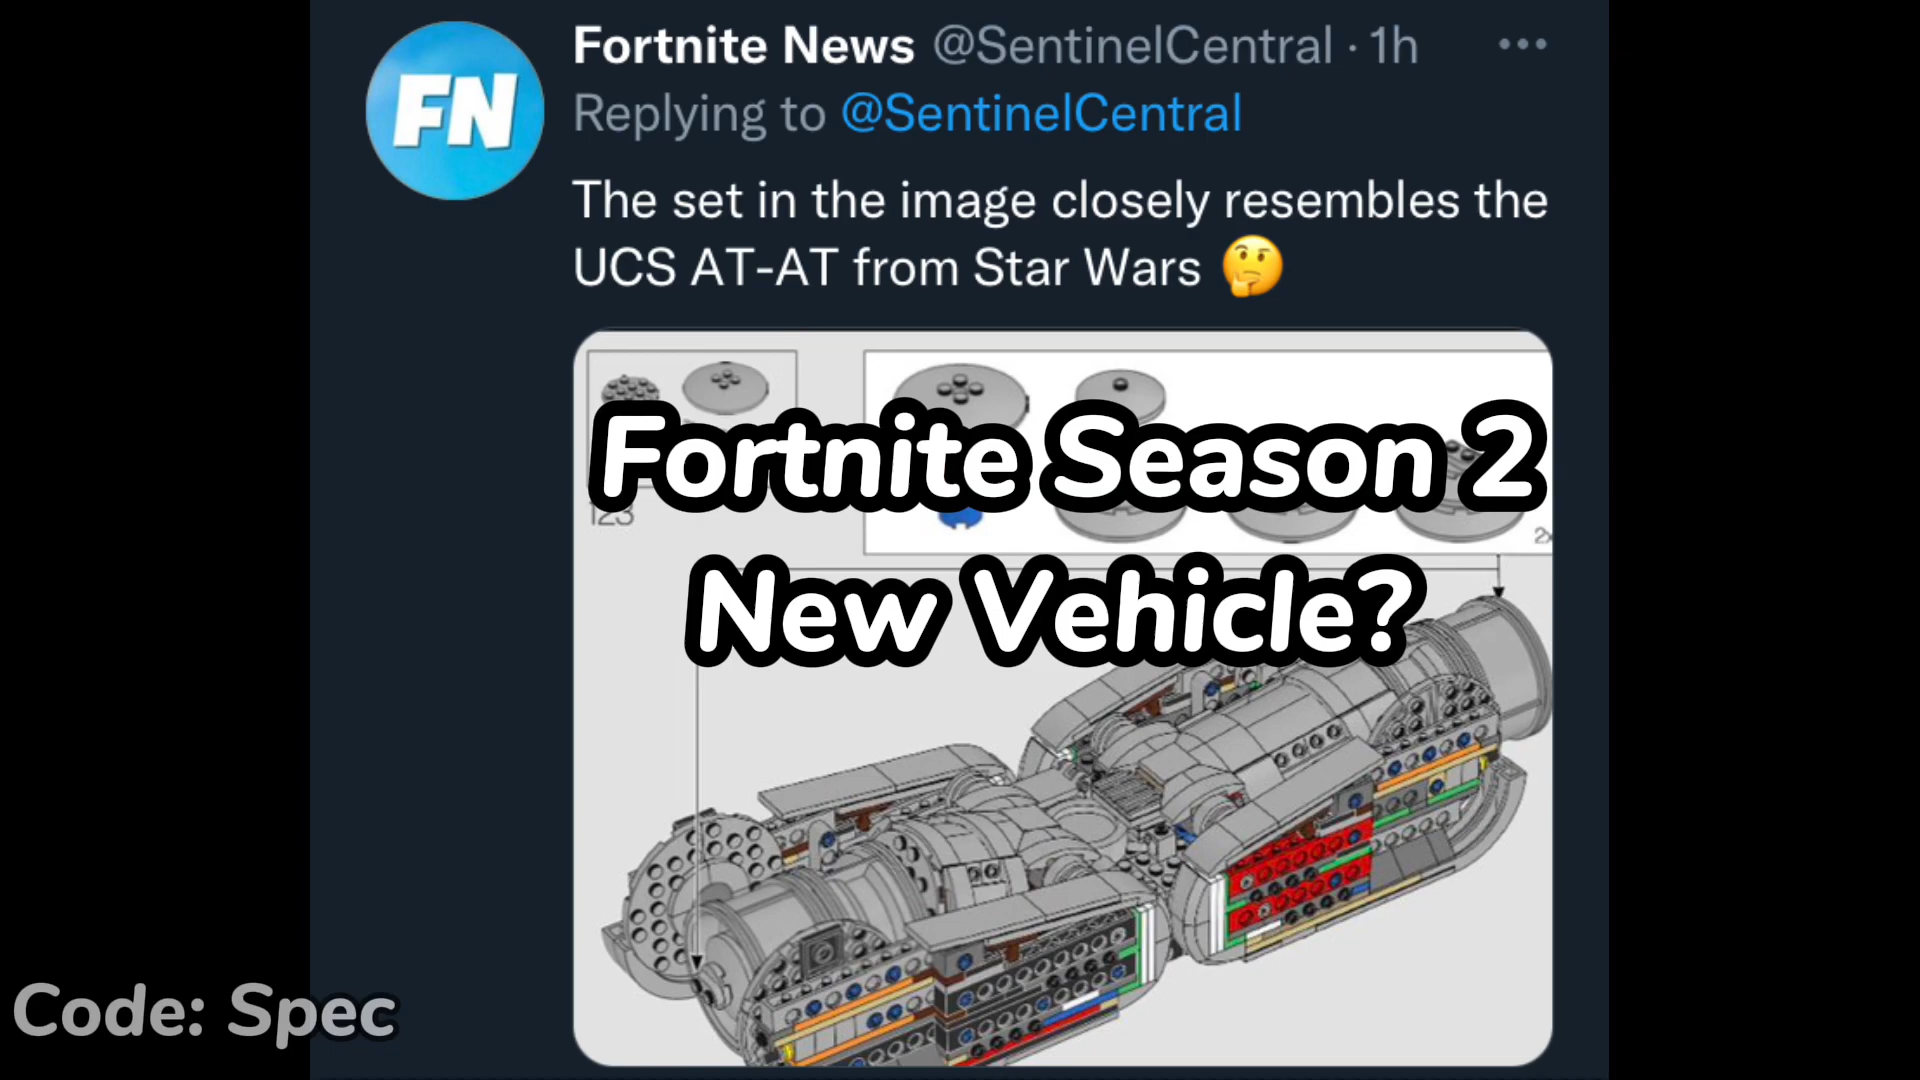 FN
Fortnite News @SentinelCentral · 1h
Replying to @SentinelCentral
The set in the image closely resembles the
UCS AT-AT from Star Wars 🤔
Fortnite Season 2
123
New Vehicle?
Code: Spec